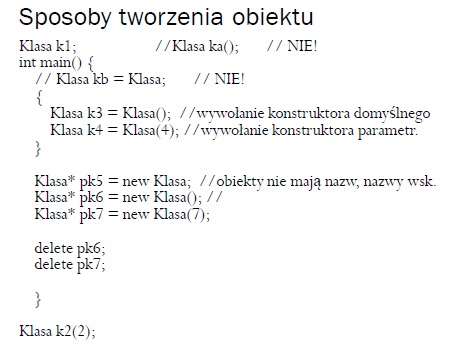 Sposoby tworzenia obiektu
Klasa k1; //Klasa ka(); // NIE!
int main() {
// Klasa kb = Klasa; // NIE!
{
Klasa k3 = Klasa(); //wywołanie konstruktora domyślnego
Klasa k4 = Klasa(4); //wywołanie konstruktora parametr.
}
Klasa* pk5 = new Klasa; //obiekty nie mają nazw, nazwy wsk.
Klasa* pk6 = new Klasa(); //
Klasa* pk7 = new Klasa(7);
delete pk6;
delete pk7;
}
Klasa k2(2);